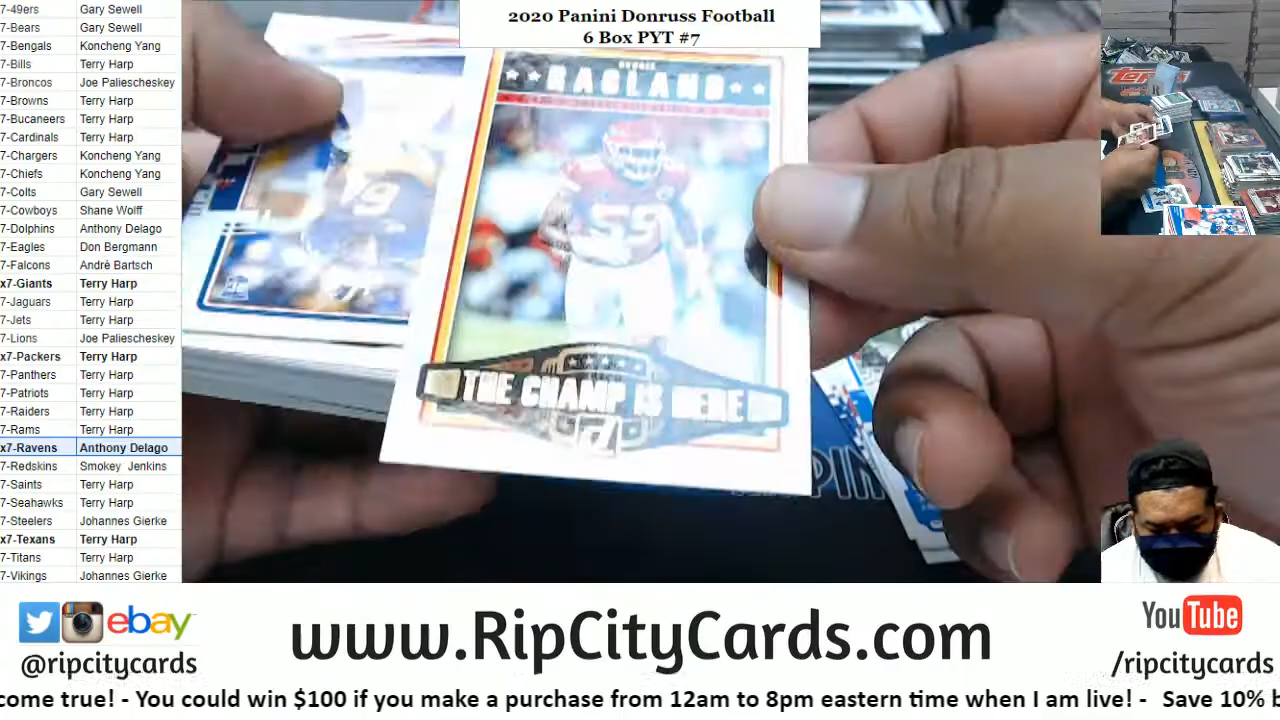 2020 Panini Donruss Football
6 Box PYT #7
7-49ers Gary Sewell
7-Bears Gary Sewell
7-Bengals Koncheng Yang
7-Bills Terry Harp
7-Broncos Joe Paliescheskey
7-Browns Terry Harp
7-Bucaneers Terry Harp
7-Cardinals Terry Harp
7-Chargers Koncheng Yang
7-Chiefs Koncheng Yang
7-Colts Gary Sewell
7-Cowboys Shane Wolff
7-Dolphins Anthony Delago
7-Eagles Don Bergmann
7-Falcons Andrè Bartsch
x7-Giants Terry Harp
7-Jaguars Terry Harp
7-Jets Terry Harp
7-Lions Joe Paliescheskey
x7-Packers Terry Harp
7-Panthers Terry Harp
7-Patriots Terry Harp
7-Raiders Terry Harp
7-Rams Terry Harp
x7-Ravens Anthony Delago
7-Redskins Smokey Jenkins
7-Saints Terry Harp
7-Seahawks Terry Harp
7-Steelers Johannes Gierke
x7-Texans Terry Harp
7-Titans Terry Harp
7-Vikings Johannes Gierke
RAGLAND
59
THE CHAMP IS HERE
Topps
ebay
@ripcitycards
www.RipCityCards.com
YouTube
/ripcitycards
come true! - You could win $100 if you make a purchase from 12am to 8pm eastern time when I am live! - Save 10% b